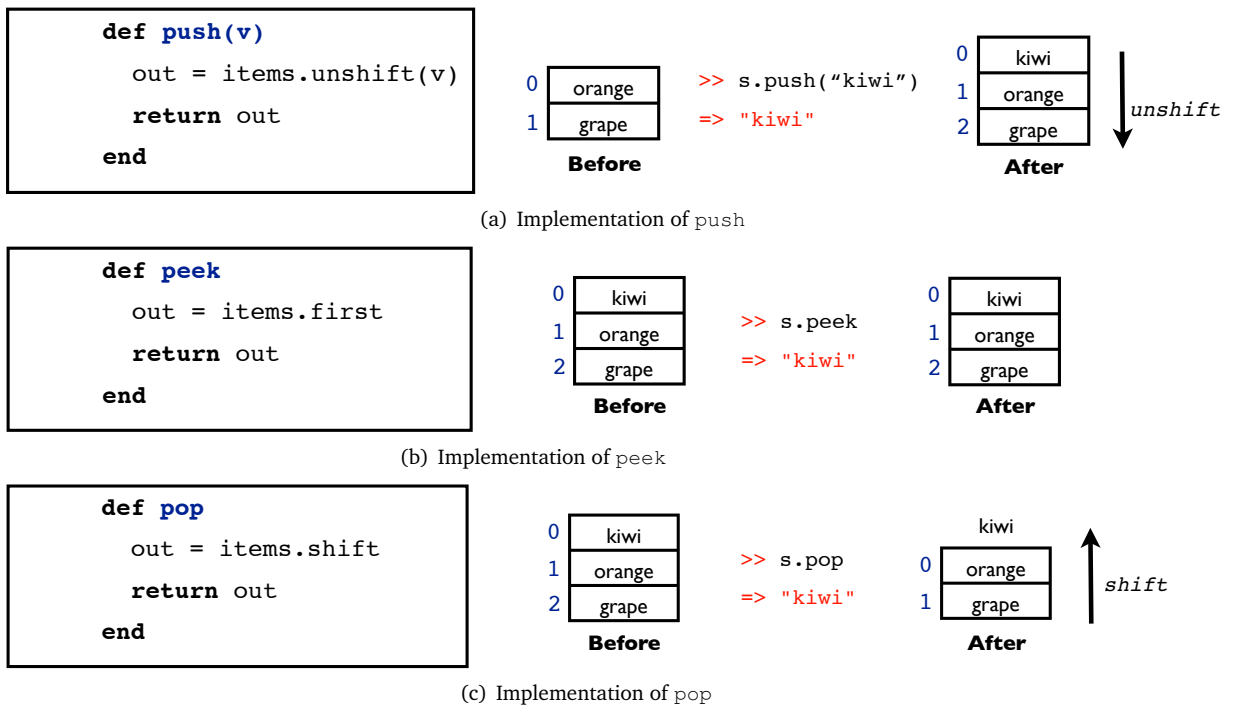 def push(v)
out = items.unshift(v)
return out
end
0 orange
1 grape
Before
>> s.push(“kiwi”)
=> "kiwi"
0 kiwi
1 orange
2 grape
After
unshift
(a) Implementation of push
def peek
out = items.first
return out
end
0 kiwi
1 orange
2 grape
Before
>> s.peek
=> "kiwi"
0 kiwi
1 orange
2 grape
After
(b) Implementation of peek
def pop
out = items.shift
return out
end
0 kiwi
1 orange
2 grape
Before
>> s.pop
=> "kiwi"
kiwi
0 orange
1 grape
After
shift
(c) Implementation of pop